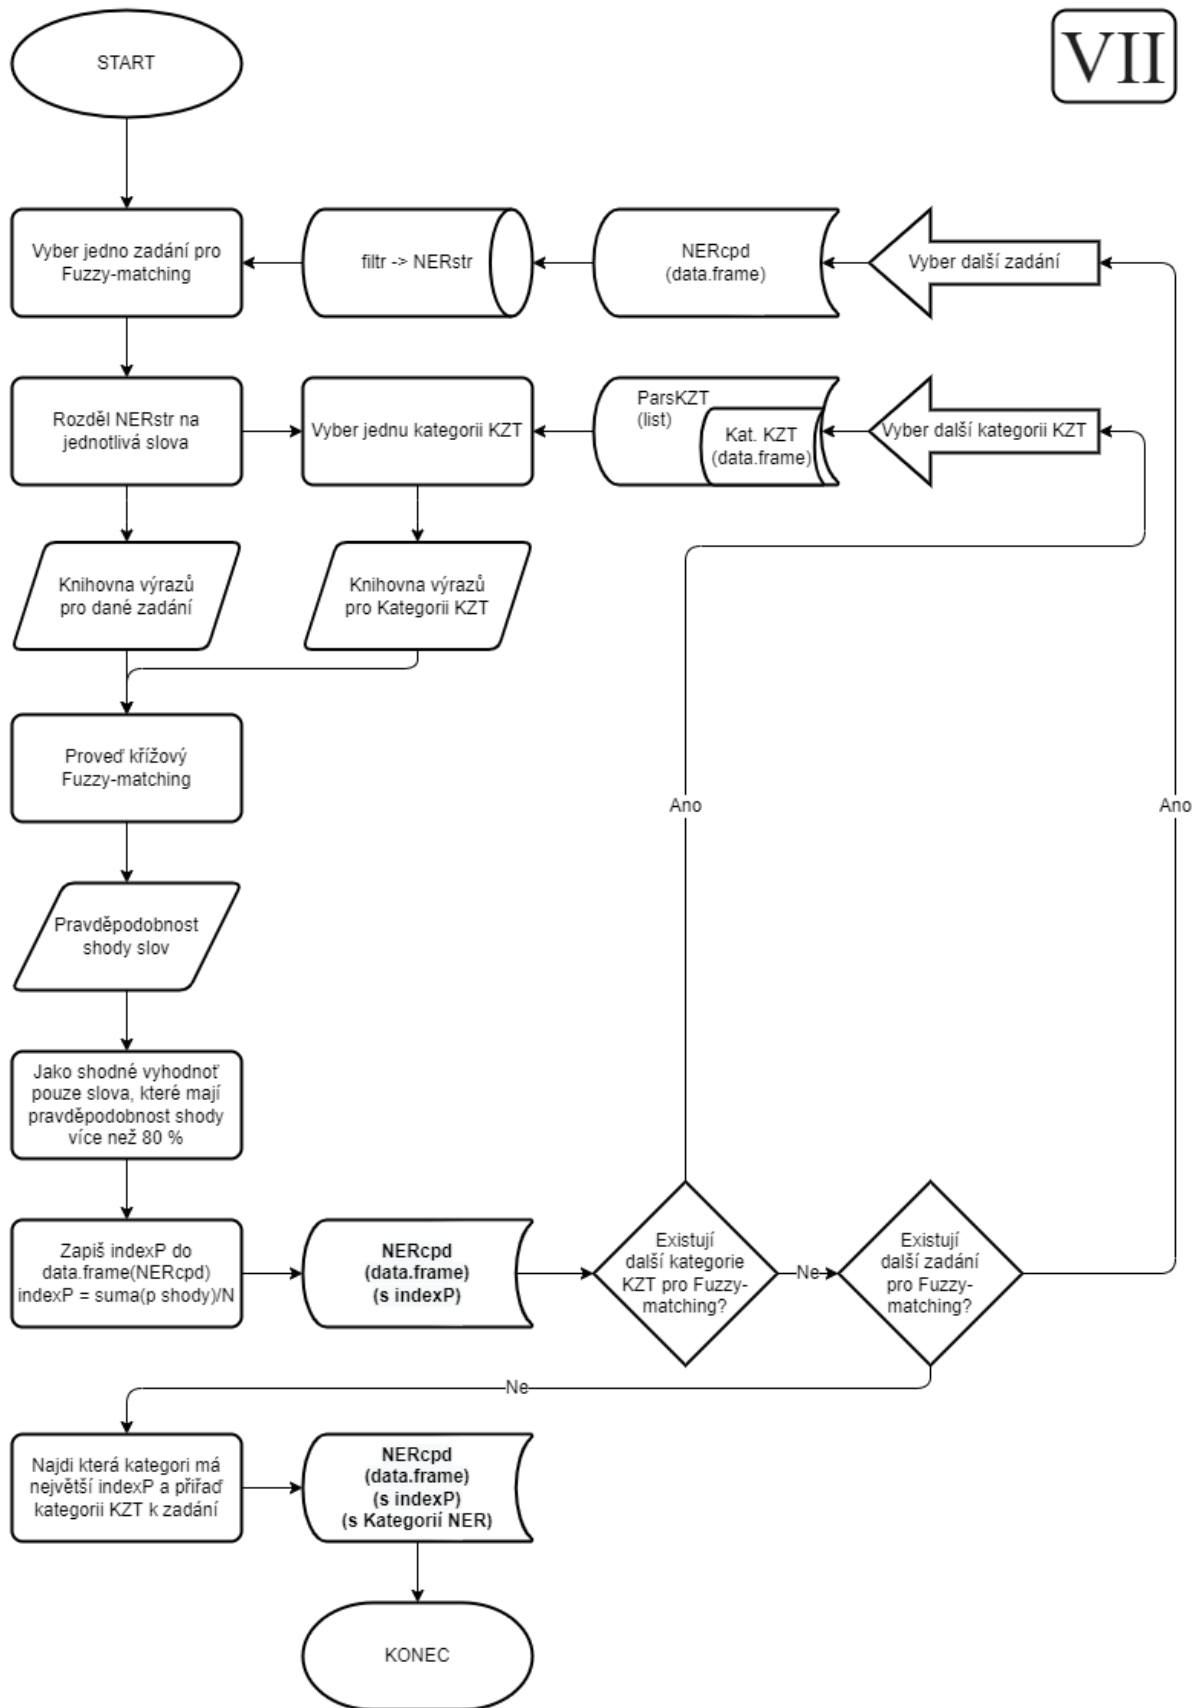 START
VII
Vyber jedno zadání pro
Fuzzy-matching
filtr -> NERstr
NERcpd
(data.frame)
Vyber další zadání
Rozděl NERstr na
jednotlivá slova
Vyber jednu kategorii KZT
ParsKZT
(list)
Kat. KZT
(data.frame)
Vyber další kategorii KZT
Knihovna výrazů
pro dané zadání
Knihovna výrazů
pro Kategorii KZT
Proveď křížový
Fuzzy-matching
Ano
Ano
Pravděpodobnost
shody slov
Jako shodné vyhodnoť
pouze slova, které mají
pravděpodobnost shody
více než 80 %
Zapiš indexP do
data.frame(NERcpd)
indexP = suma(p shody)/N
NERcpd
(data.frame)
(s indexP)
Existují
další kategorie
KZT pro Fuzzy-
matching?
Ne
Existují
další zadání
pro Fuzzy-
matching?
Ne
Najdi která kategori má
největší indexP a přiřaď
kategorii KZT k zadání
NERcpd
(data.frame)
(s indexP)
(s Kategorií NER)
KONEC